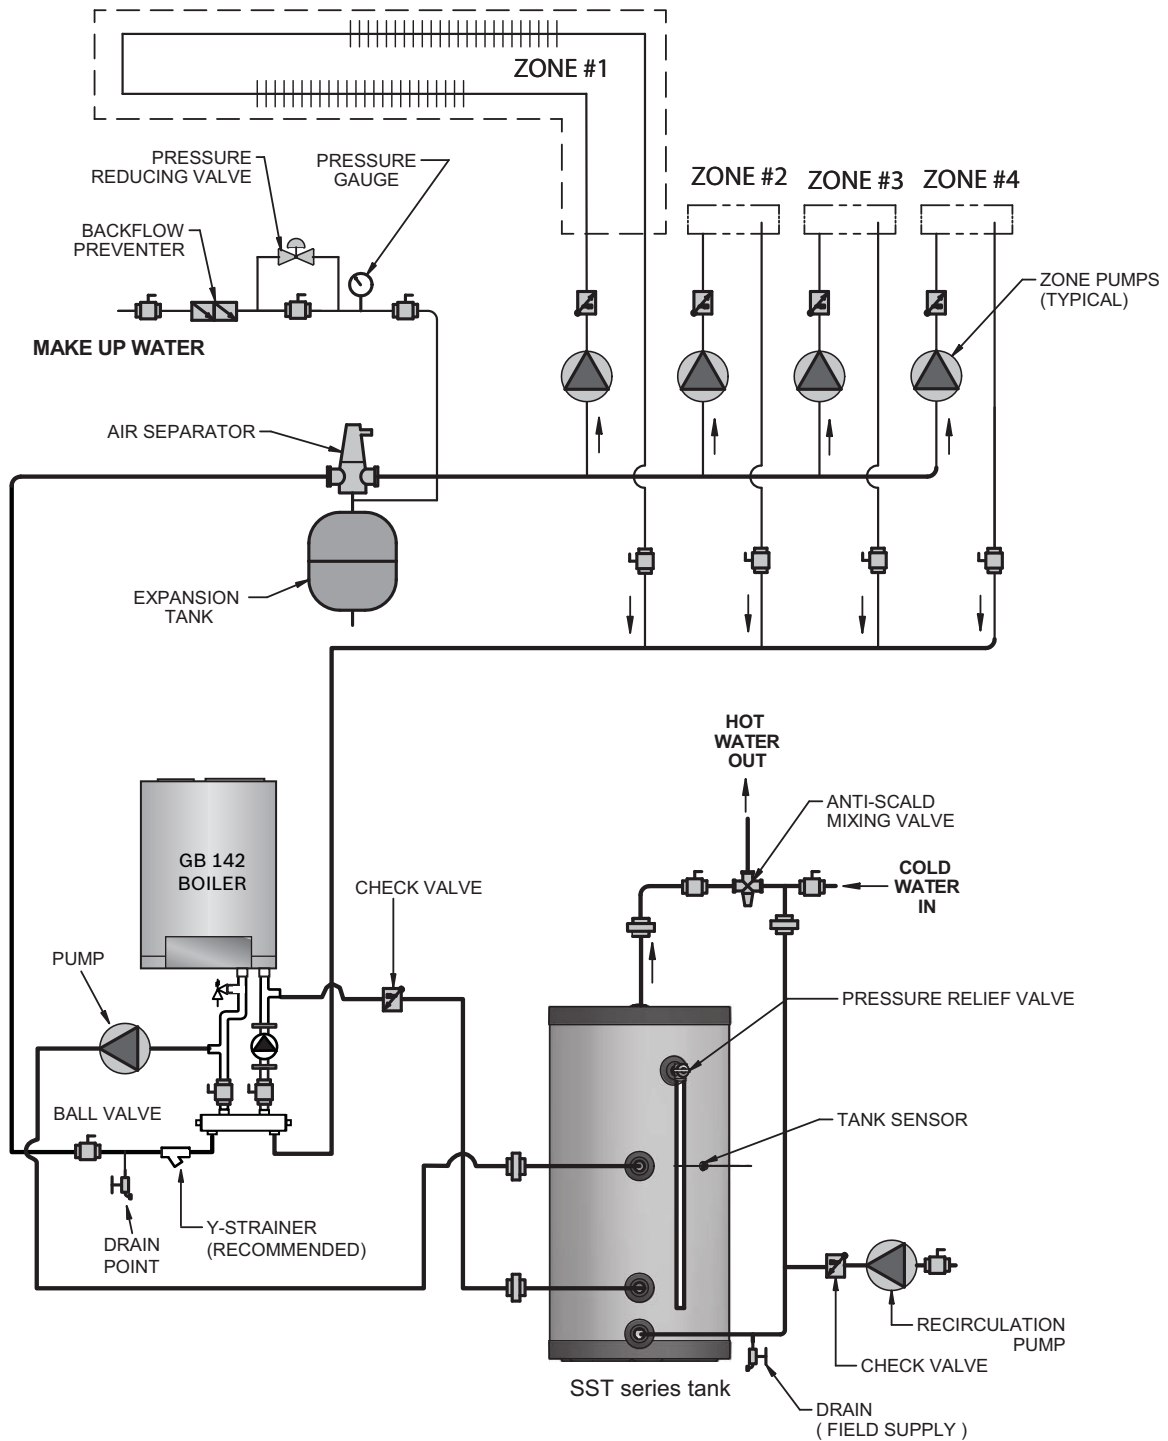 ZONE #1
PRESSURE
REDUCING VALVE
PRESSURE
GAUGE
ZONE #2
ZONE #3
ZONE #4
BACKFLOW
PREVENTER
ZONE PUMPS
(TYPICAL)
MAKE UP WATER
AIR SEPARATOR
EXPANSION
TANK
HOT
WATER
OUT
ANTI-SCALD
MIXING VALVE
GB 142
BOILER
CHECK VALVE
COLD
WATER
IN
PUMP
PRESSURE RELIEF VALVE
BALL VALVE
TANK SENSOR
Y-STRAINER
(RECOMMENDED)
DRAIN
POINT
RECIRCULATION
PUMP
CHECK VALVE
SST series tank
DRAIN
( FIELD SUPPLY )